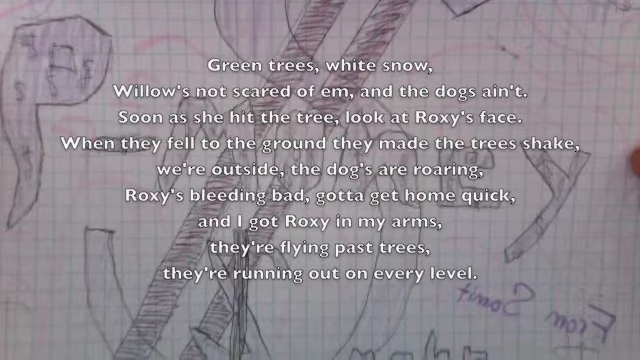 Green trees, white snow,
Willow's not scared of em, and the dogs ain't.
Soon as she hit the tree, look at Roxy's face.
When they fell to the ground they made the trees shake,
we're outside, the dog's are roaring,
Roxy's bleeding bad, gotta get home quick,
and I got Roxy in my arms,
they're flying past trees,
they're running out on every level.
From Somit